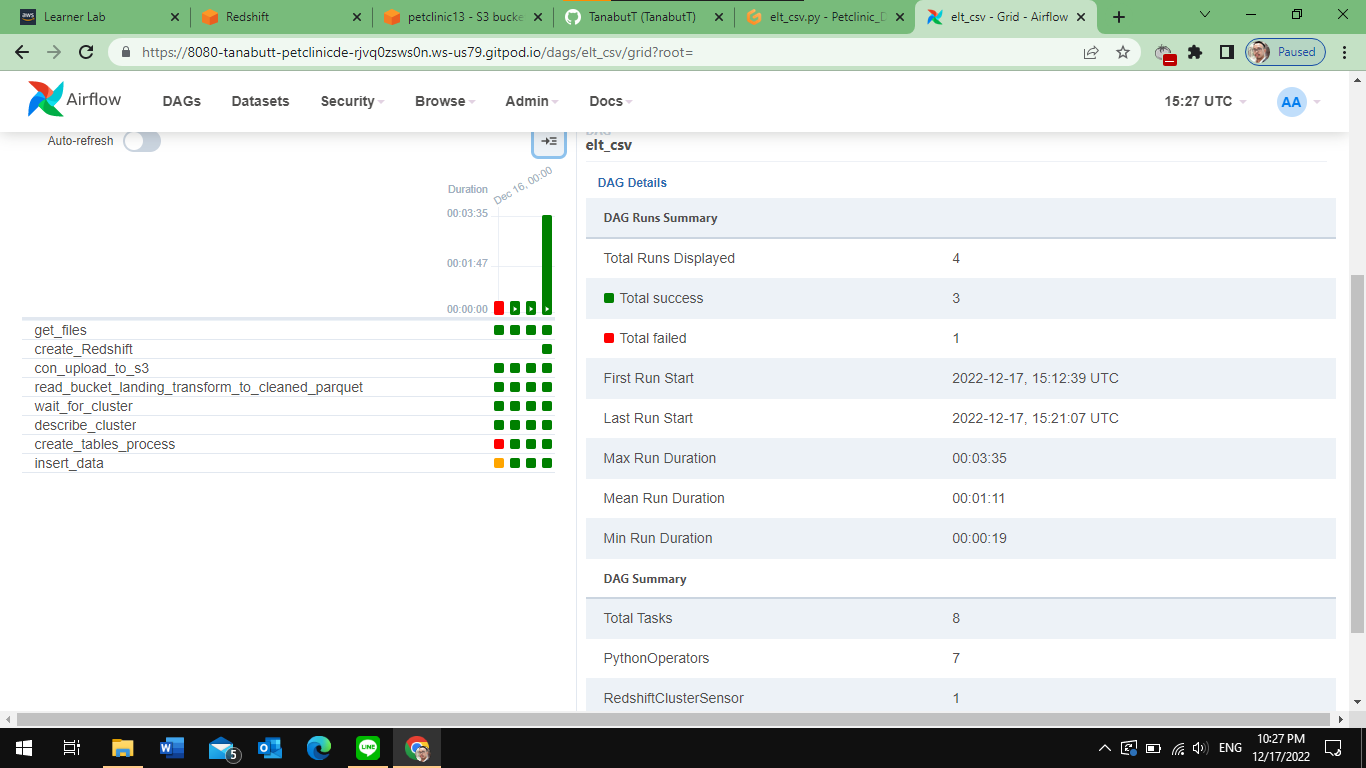 Learner Lab
Redshift
petclinic13 - S3 bucke
TanabutT (TanabutT)
elt_csv.py - Petclinic_D
elt_csv - Grid - Airflow
https://8080-tanabutt-petclinicde-rjvq0zsws0n.ws-us79.gitpod.io/dags/elt_csv/grid?root=
Paused
Airflow
DAGs
Datasets
Security
Browse
Admin
Docs
15:27 UTC
AA
Auto-refresh
DAG
elt_csv
DAG Details
Duration
Dec 16, 00:00
00:03:35
00:01:47
00:00:00
get_files
create_Redshift
con_upload_to_s3
read_bucket_landing_transform_to_cleaned_parquet
wait_for_cluster
describe_cluster
create_tables_process
insert_data
DAG Runs Summary
Total Runs Displayed 4
Total success 3
Total failed 1
First Run Start 2022-12-17, 15:12:39 UTC
Last Run Start 2022-12-17, 15:21:07 UTC
Max Run Duration 00:03:35
Mean Run Duration 00:01:11
Min Run Duration 00:00:19
DAG Summary
Total Tasks 8
PythonOperators 7
RedshiftClusterSensor 1
5
ENG
10:27 PM
12/17/2022